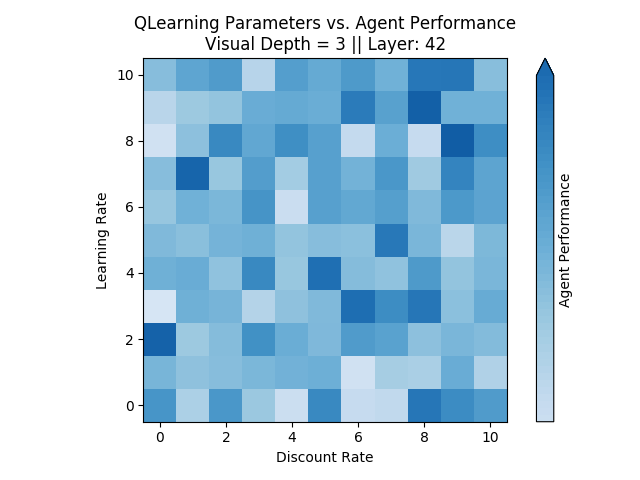 QLearning Parameters vs. Agent Performance
Visual Depth = 3 || Layer: 42
10
8
6
4
2
0
Learning Rate
0 2 4 6 8 10
Discount Rate
Agent Performance